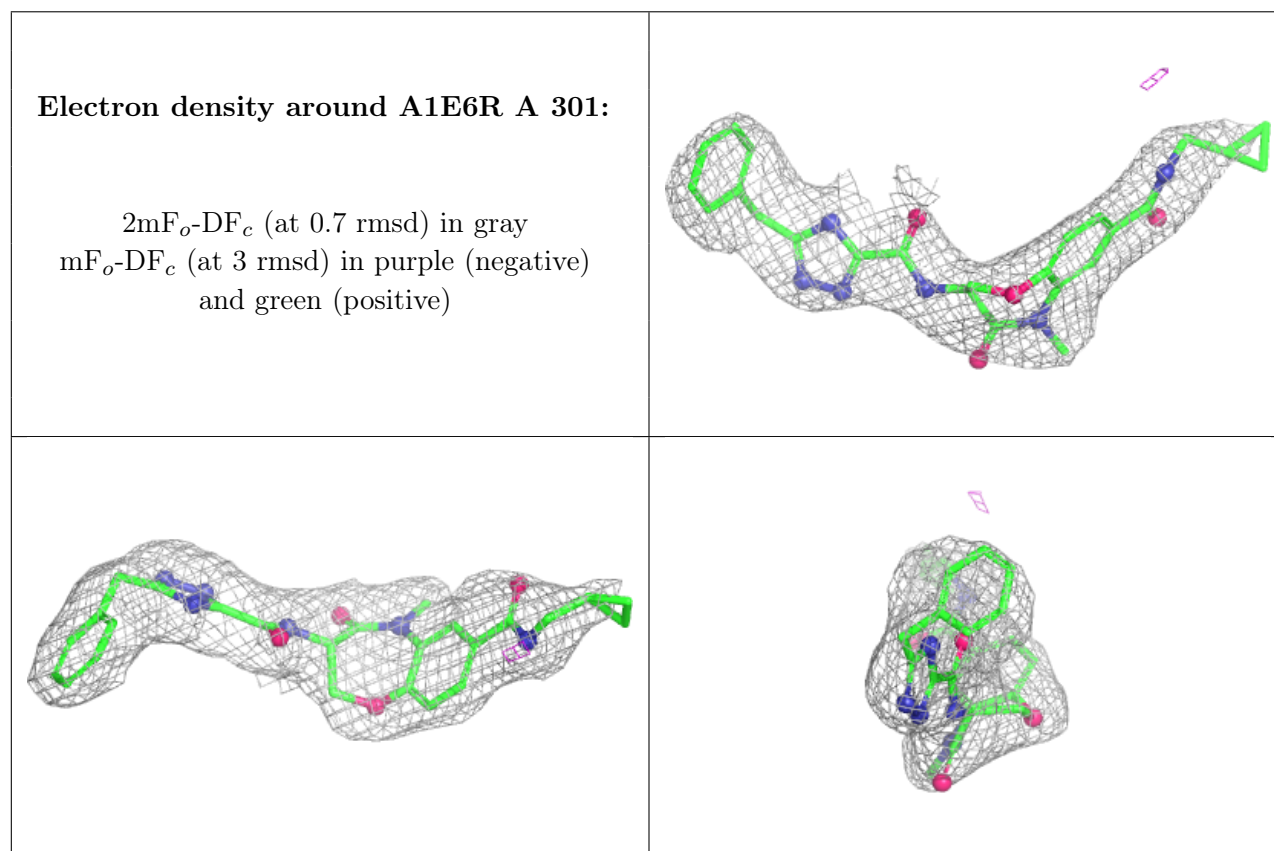 Electron density around A1E6R A 301:
2mFo-DFc (at 0.7 rmsd) in gray
mFo-DFc (at 3 rmsd) in purple (negative)
and green (positive)